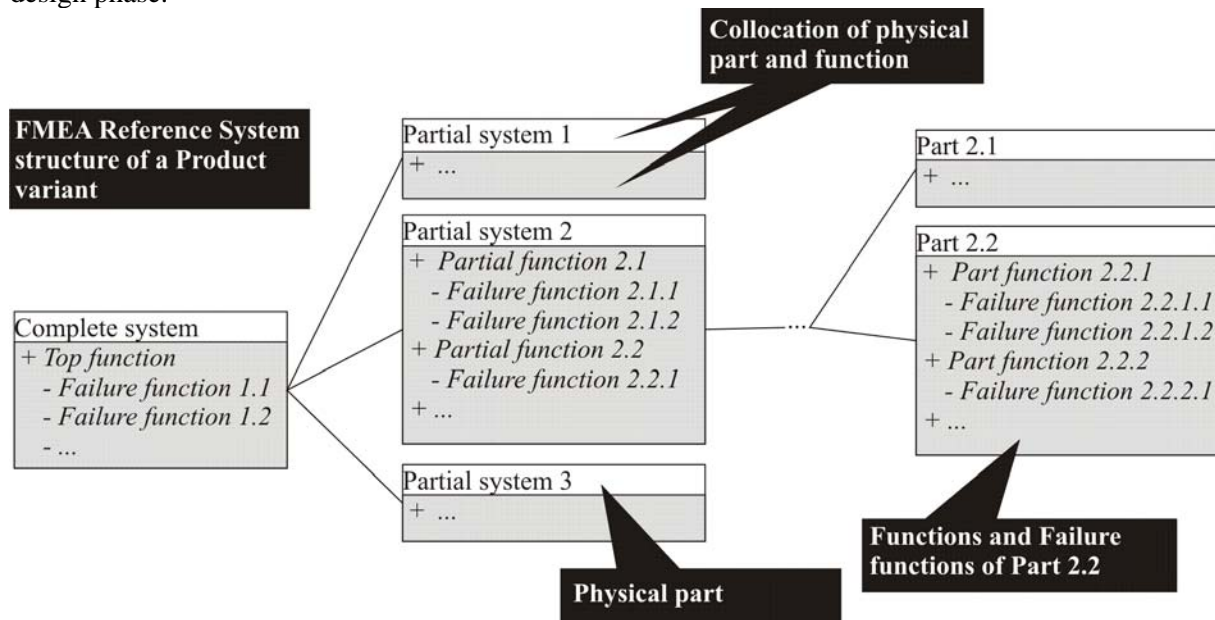 design phase.
Collocation of physical
part and function
FMEA Reference System
structure of a Product
variant
Partial system 1
+ ...
Part 2.1
+ ...
Partial system 2
+ Partial function 2.1
- Failure function 2.1.1
- Failure function 2.1.2
+ Partial function 2.2
- Failure function 2.2.1
+ ...
...
Part 2.2
+ Part function 2.2.1
- Failure function 2.2.1.1
- Failure function 2.2.1.2
+ Part function 2.2.2
- Failure function 2.2.2.1
+ ...
Complete system
+ Top function
- Failure function 1.1
- Failure function 1.2
- ...
Partial system 3
+ ...
Functions and Failure
functions of Part 2.2
Physical part